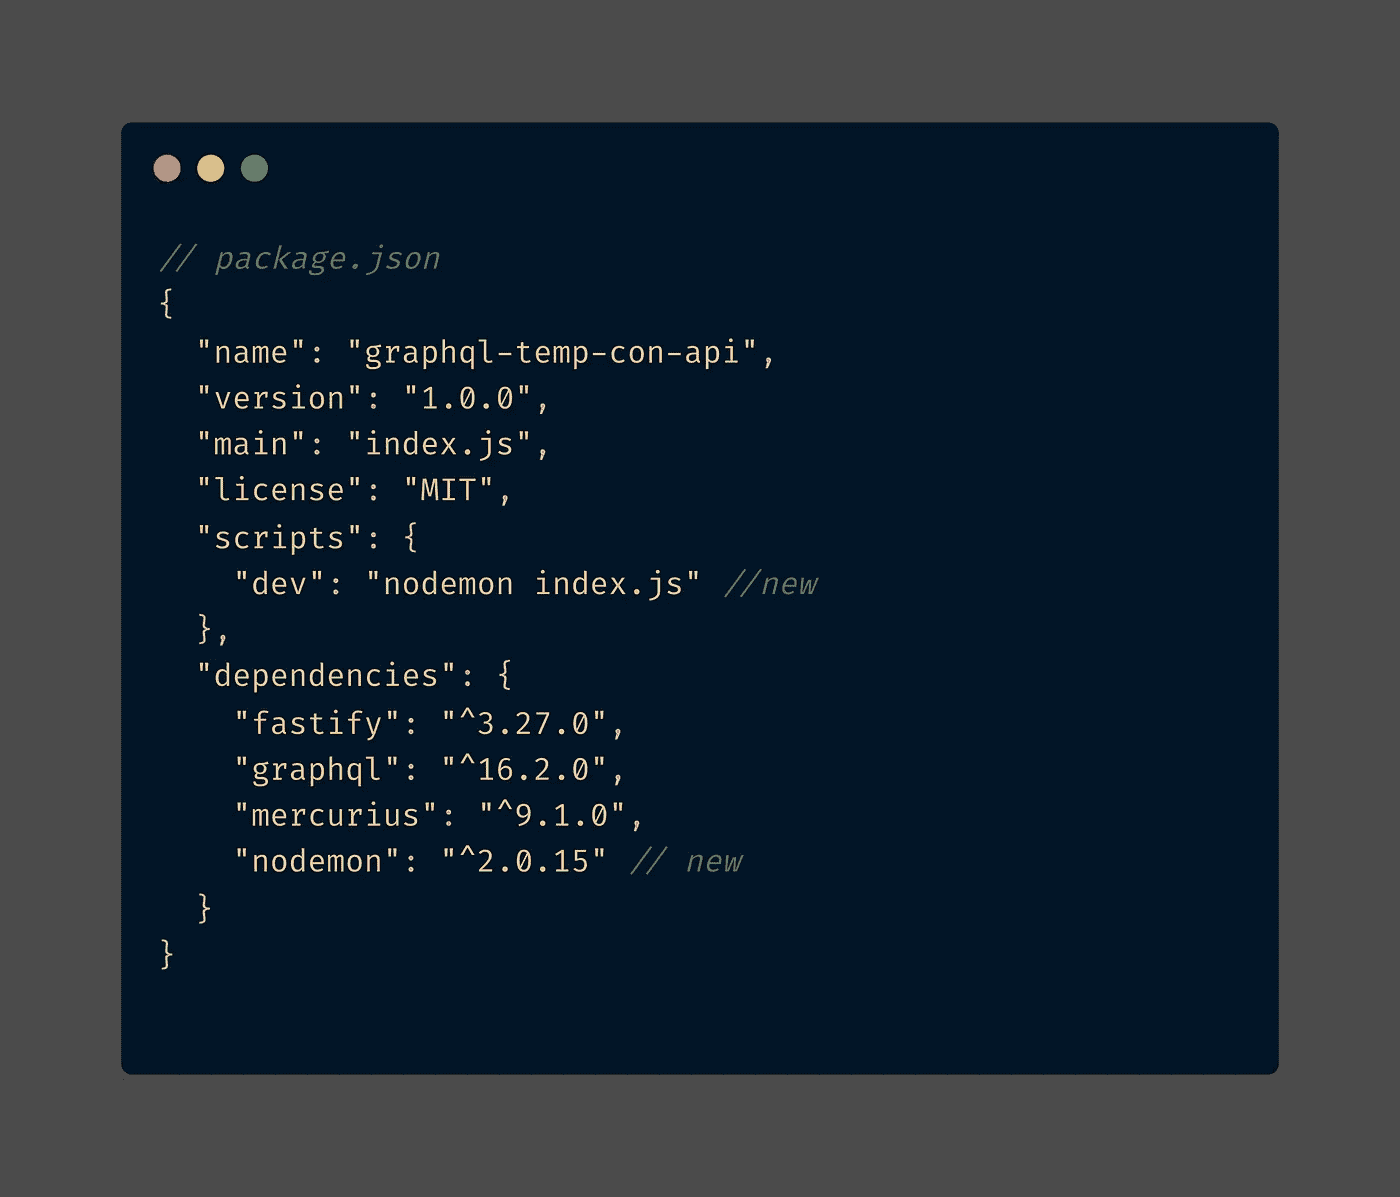 // package.json
{
  "name": "graphql-temp-con-api",
  "version": "1.0.0",
  "main": "index.js",
  "license": "MIT",
  "scripts": {
    "dev": "nodemon index.js" //new
  },
  "dependencies": {
    "fastify": "^3.27.0",
    "graphql": "^16.2.0",
    "mercurius": "^9.1.0",
    "nodemon": "^2.0.15" // new
  }
}